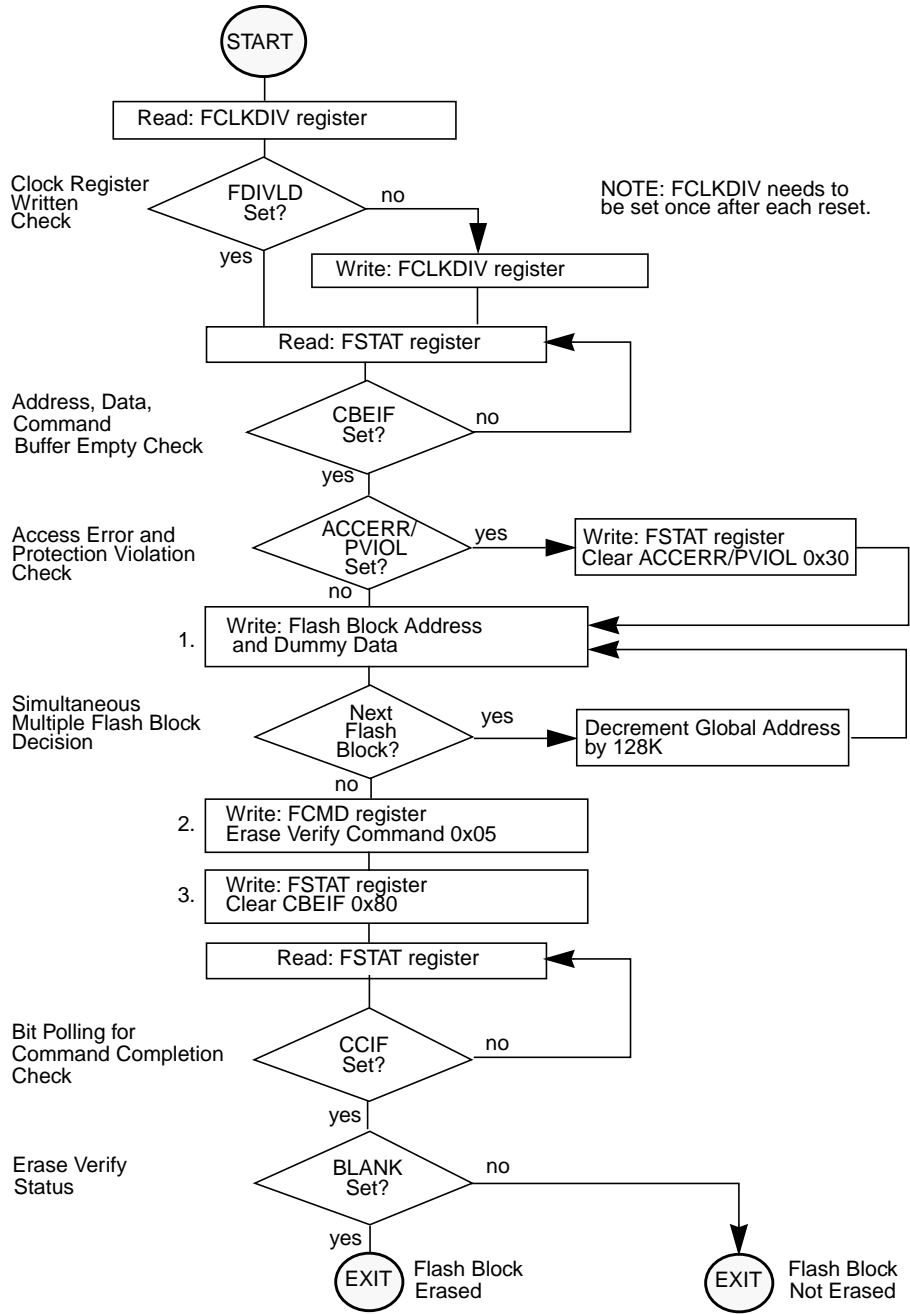 START
Read: FCLKDIV register
Clock Register
Written
Check
FDIVLD
Set?
no
yes
NOTE: FCLKDIV needs to
be set once after each reset.
Write: FCLKDIV register
Read: FSTAT register
Address, Data,
Command
Buffer Empty Check
CBEIF
Set?
no
yes
Access Error and
Protection Violation
Check
ACCERR/
PVIOL
Set?
yes
no
Write: FSTAT register
Clear ACCERR/PVIOL 0x30
1.
Write: Flash Block Address
and Dummy Data
Simultaneous
Multiple Flash Block
Decision
Next
Flash
Block?
yes
no
Decrement Global Address
by 128K
2.
Write: FCMD register
Erase Verify Command 0x05
3.
Write: FSTAT register
Clear CBEIF 0x80
Read: FSTAT register
Bit Polling for
Command Completion
Check
CCIF
Set?
no
yes
Erase Verify
Status
BLANK
Set?
no
yes
EXIT
Flash Block
Erased
EXIT
Flash Block
Not Erased